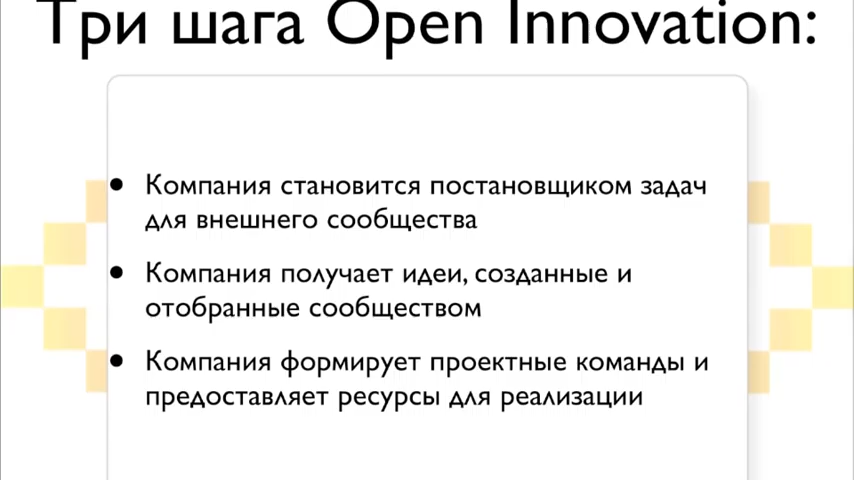 Три шага Open Innovation:
• Компания становится постановщиком задач
для внешнего сообщества
• Компания получает идеи, созданные и
отобранные сообществом
• Компания формирует проектные команды и
предоставляет ресурсы для реализации